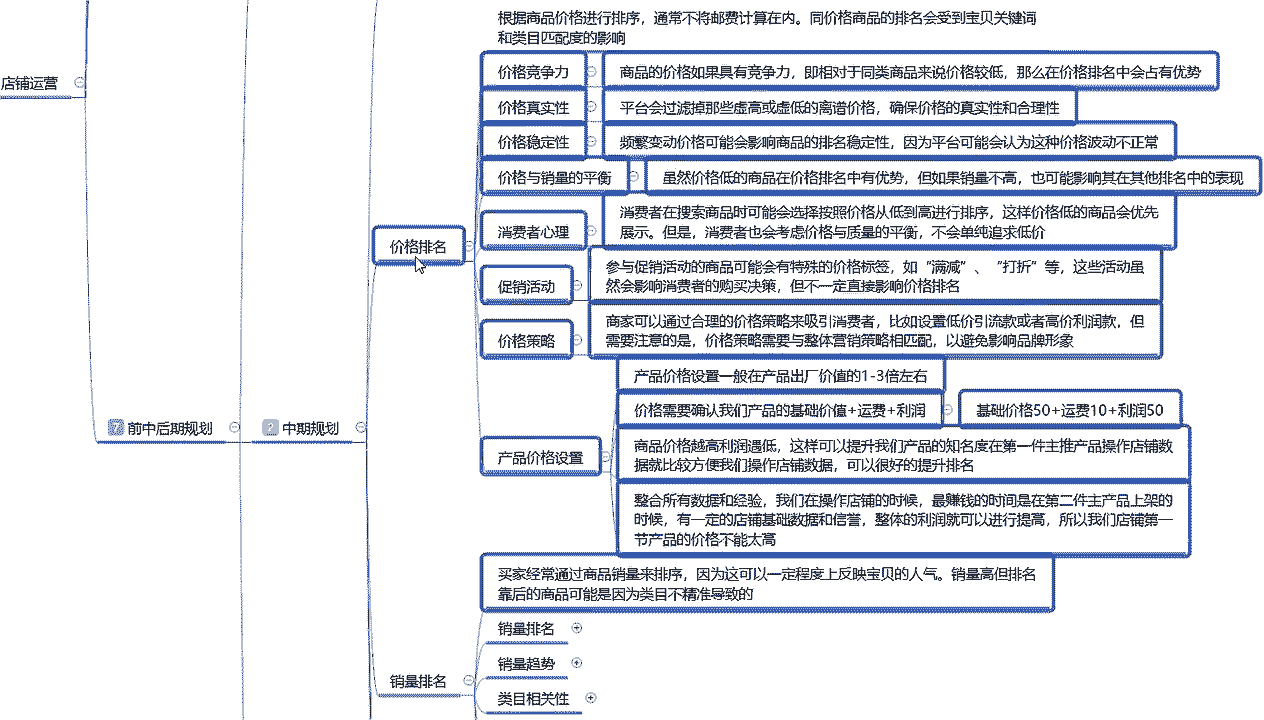 根据商品价格进行排序，通常不将邮费计算在内。同价格商品的排名会受到宝贝关键词
和类目匹配度的影响
店铺运营
价格竞争力
商品的价格如果具有竞争力，即相对于同类商品来说价格较低，那么在价格排名中会占有优势
价格真实性
平台会过滤掉那些虚高或虚低的离谱价格，确保价格的真实性和合理性
价格稳定性
频繁变动价格可能会影响商品的排名稳定性，因为平台可能会认为这种价格波动不正常
价格与销量的平衡
虽然价格低的商品在价格排名中有优势，但如果销量不高，也可能影响其在其他排名中的表现
价格排名
消费者心理
消费者在搜索商品时可能会选择按照价格从低到高进行排序，这样价格低的商品会优先
展示。但是，消费者也会考虑价格与质量的平衡，不会单纯追求低价
促销活动
参与促销活动的商品可能会有特殊的价格标签，如“满减”、“打折”等，这些活动虽
然会影响消费者的购买决策，但不一定直接影响价格排名
价格策略
商家可以通过合理的价格策略来吸引消费者，比如设置低价引流款或者高价利润款，但
需要注意的是，价格策略需要与整体营销策略相匹配，以避免影响品牌形象
产品价格设置一般在产品出厂价值的1-3倍左右
价格需要确认我们产品的基础价值+运费+利润
基础价格50+运费10+利润50
7 前中后期规划
2 中期规划
产品价格设置
商品价格越高利润遇低，这样可以提升我们产品的知名度在第一件主推产品操作店铺数
据就比较方便我们操作店铺数据，可以很好的提升排名
整合所有数据和经验，我们在操作店铺的时候，最赚钱的时间是在第二件主产品上架的
时候，有一定的店铺基础数据和信誉，整体的利润就可以进行提高，所以我们店铺第一
节产品的价格不能太高
买家经常通过商品销量来排序，因为这可以一定程度上反映宝贝的人气。销量高但排名
靠后的商品可能是因为类目不精准导致的
销量排名
销量排名
销量趋势
类目相关性